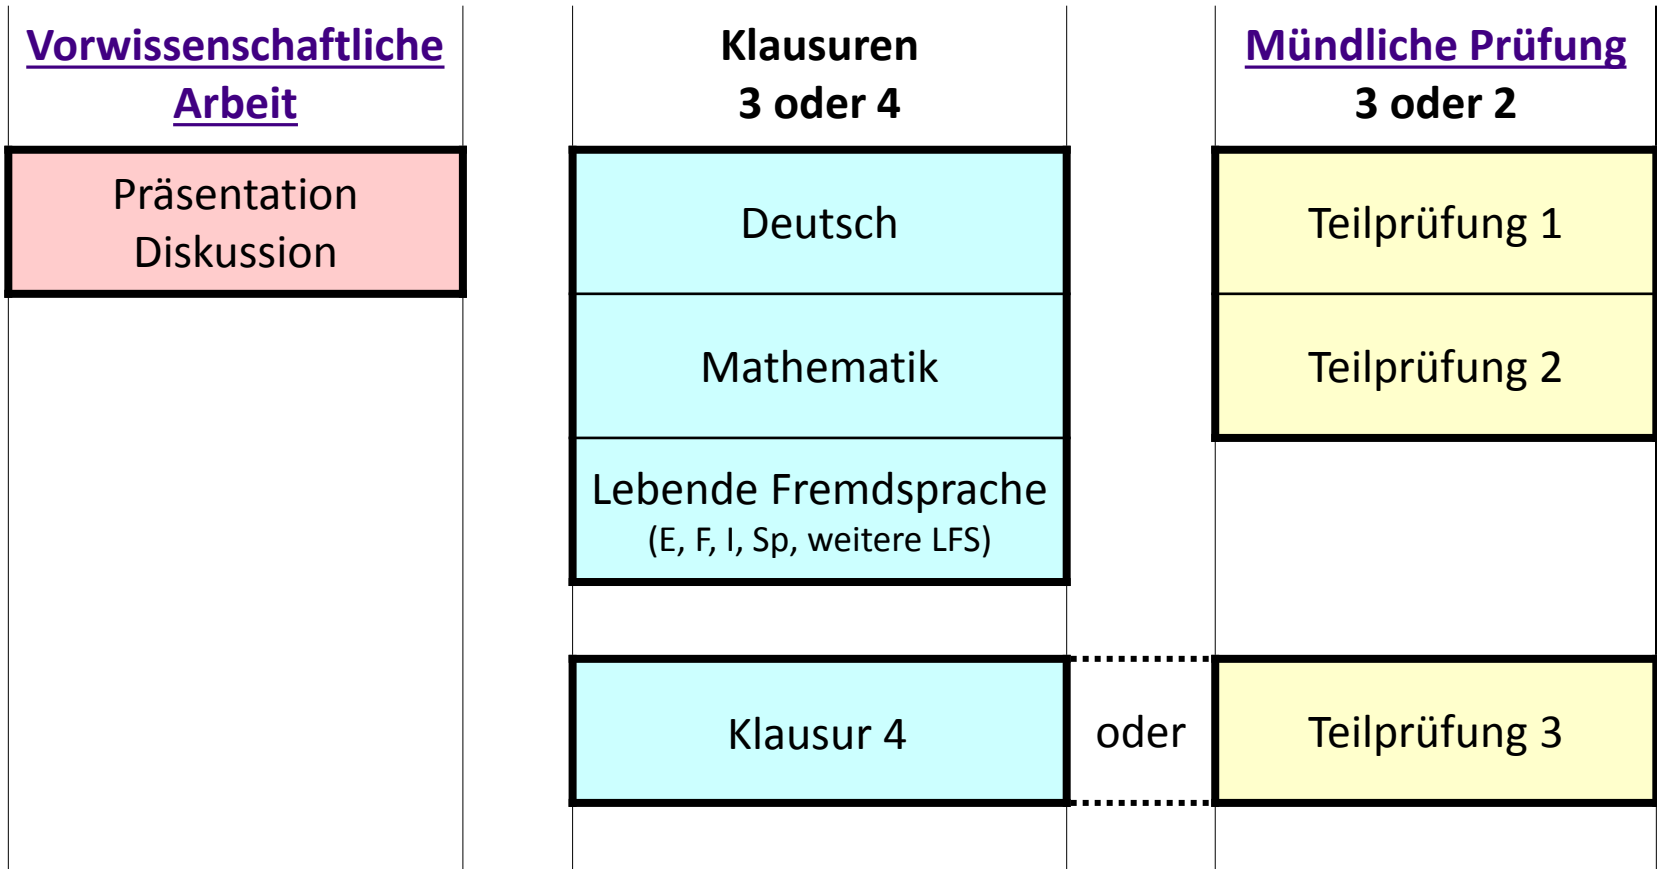 Vorwissenschaftliche
Arbeit
Präsentation
Diskussion
Klausuren
3 oder 4
Deutsch
Mathematik
Lebende Fremdsprache
(E, F, I, Sp, weitere LFS)
Klausur 4
oder
Mündliche Prüfung
3 oder 2
Teilprüfung 1
Teilprüfung 2
Teilprüfung 3